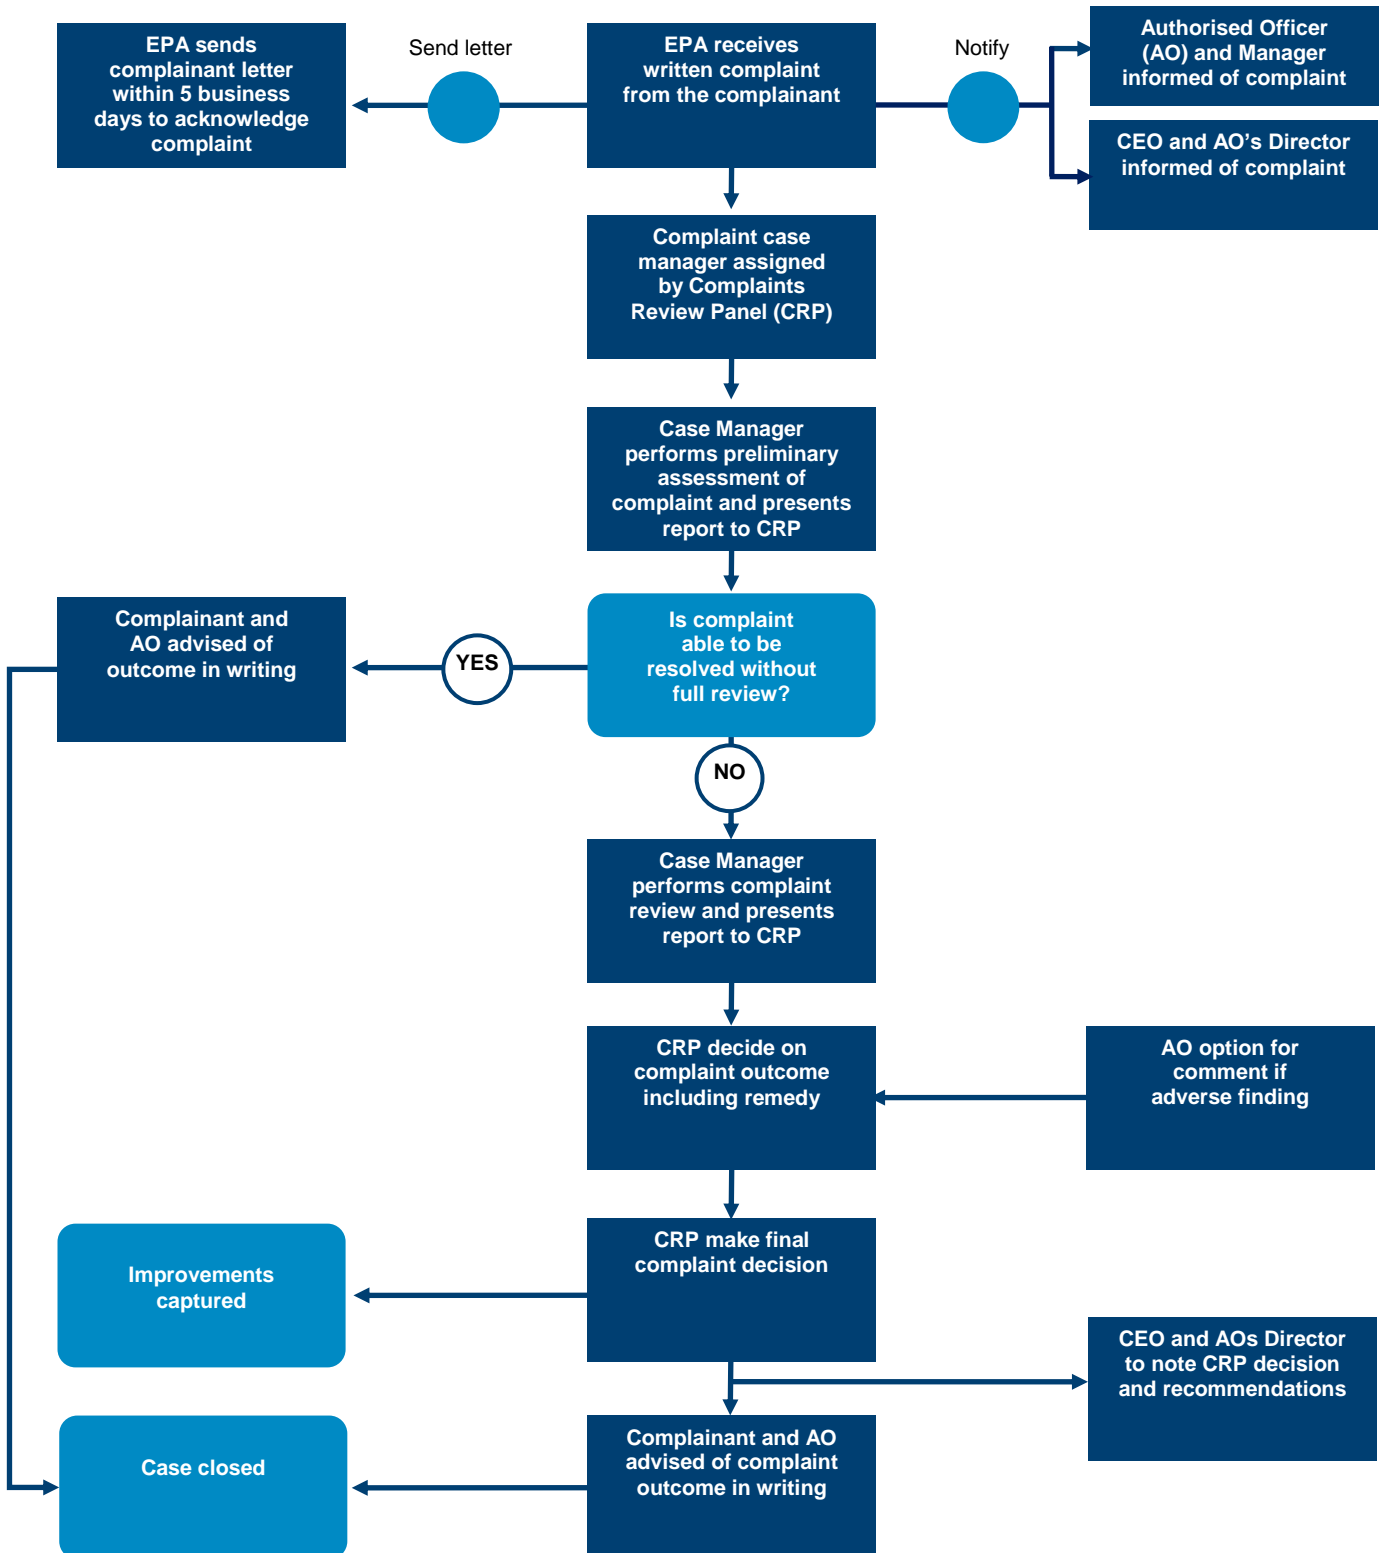 EPA sends
complainant letter
within 5 business
days to acknowledge
complaint
Send letter
EPA receives
written complaint
from the complainant
Notify
Authorised Officer
(AO) and Manager
informed of complaint
CEO and AO's Director
informed of complaint
Complaint case
manager assigned
by Complaints
Review Panel (CRP)
Case Manager
performs preliminary
assessment of
complaint and presents
report to CRP
Is complaint
able to be
resolved without
full review?
YES
Complainant and
AO advised of
outcome in writing
NO
Case Manager
performs complaint
review and presents
report to CRP
CRP decide on
complaint outcome
including remedy
AO option for
comment if
adverse finding
CRP make final
complaint decision
Improvements
captured
CEO and AOs Director
to note CRP decision
and recommendations
Complainant and AO
advised of complaint
outcome in writing
Case closed